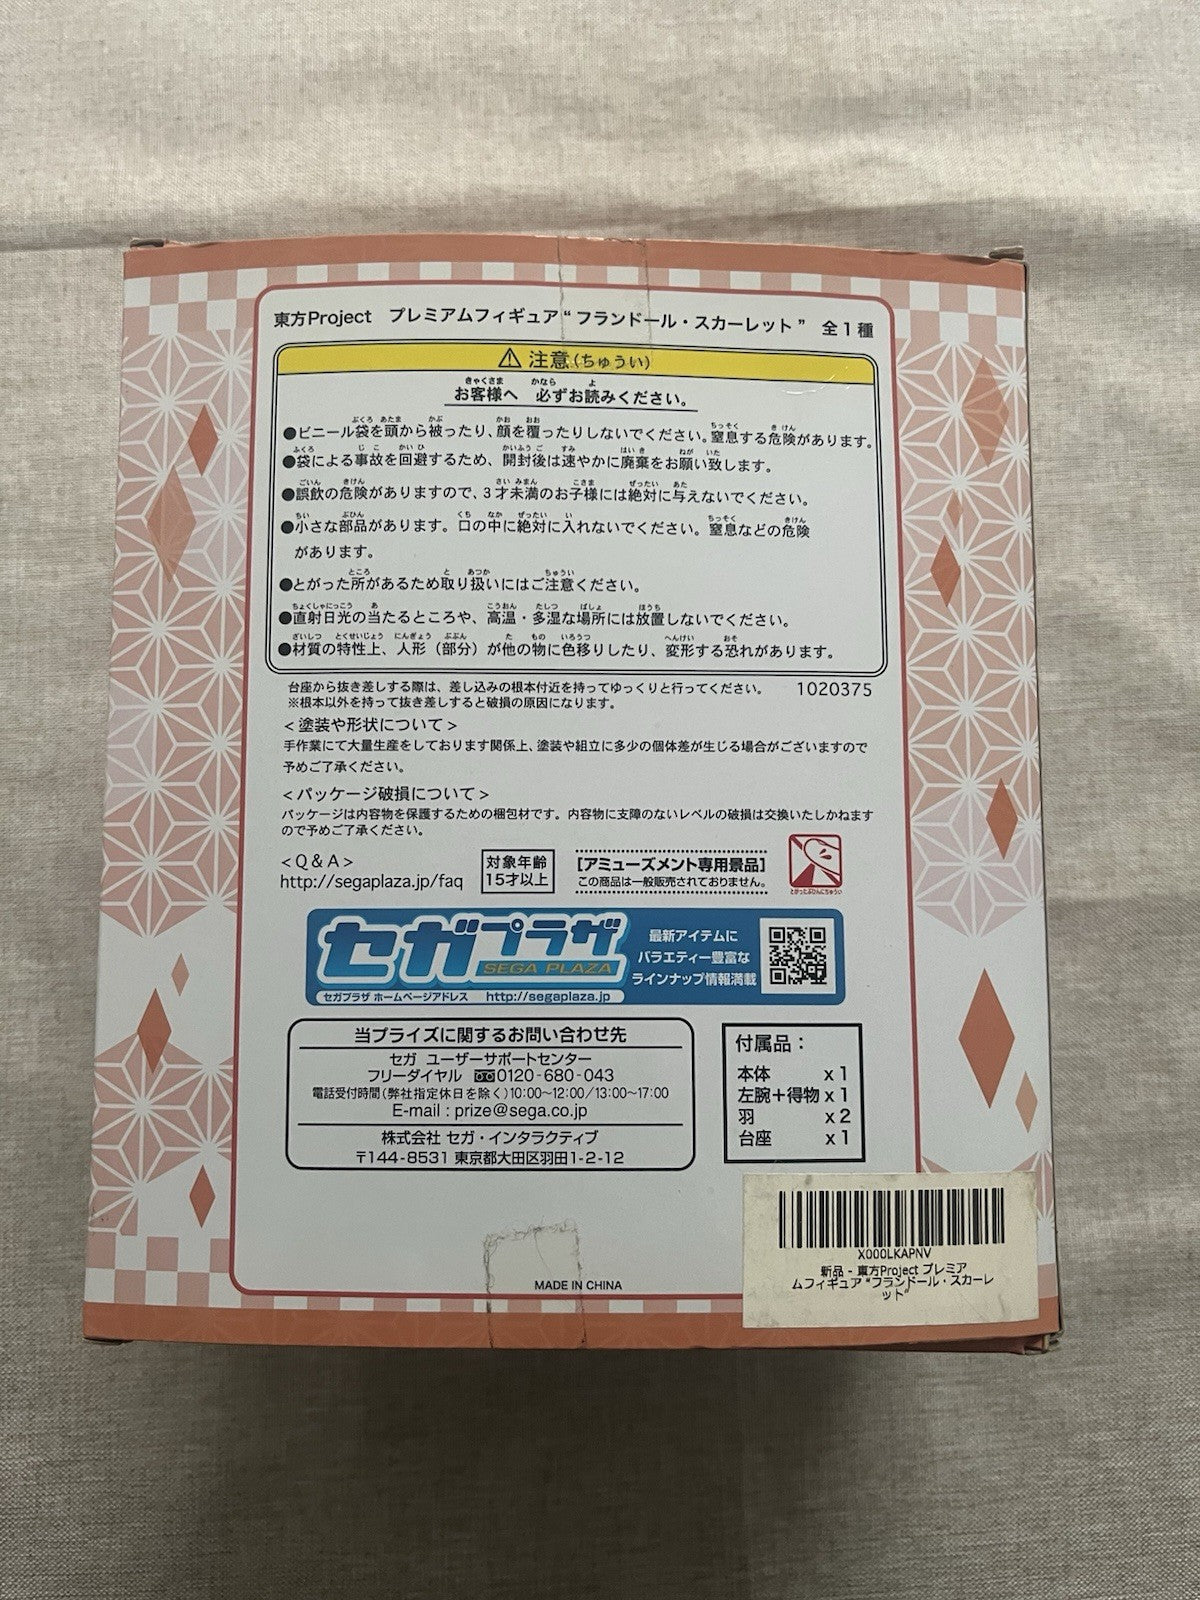 東方Project　プレミアムフィギュア“フランドール・スカーレット”　全1種
⚠ 注意(ちゅうい)
お客様へ　必ずお読みください。
●ビニール袋を頭から被ったり、顔を覆ったりしないでください。窒息する危険があります。
●袋による事故を回避するため、開封後は速やかに廃棄をお願い致します。
●誤飲の危険がありますので、3才未満のお子様には絶対に与えないでください。
●小さな部品があります。口の中に絶対に入れないでください。窒息などの危険
があります。
●とがった所があるため取り扱いにはご注意ください。
●直射日光の当たるところや、高温・多湿な場所には放置しないでください。
●材質の特性上、人形（部分）が他の物に色移りしたり、変形する恐れがあります。
台座から抜き差しする際は、差し込みの根本付近を持ってゆっくりと行ってください。　1020375
※根本以外を持って抜き差しすると破損の原因になります。
＜塗装や形状について＞
手作業にて大量生産をしております関係上、塗装や組立に多少の個体差が生じる場合がございますので
予めご了承ください。
＜パッケージ破損について＞
パッケージは内容物を保護するための梱包材です。内容物に支障のないレベルの破損は交換いたしかねます
ので予めご了承ください。
＜Q＆A＞
http://segaplaza.jp/faq
対象年齢
15才以上
[アミューズメント専用景品]
この商品は一般販売されておりません。
とがったぶひんにちゅうい
セガプラザ
SEGA PLAZA
セガプラザ ホームページアドレス　http://segaplaza.jp
最新アイテムに
バラエティー豊富な
ラインナップ情報満載
当プライズに関するお問い合わせ先
セガ ユーザーサポートセンター
フリーダイヤル 0120-680-043
電話受付時間(弊社指定休日を除く)10:00～12:00／13:00～17:00
E-mail : prize@sega.co.jp
株式会社 セガ・インタラクティブ
〒144-8531 東京都大田区羽田1-2-12
付属品：
本体　x 1
左腕＋得物 x 1
羽　x 2
台座　x 1
MADE IN CHINA
X000LKAPNV
新品 - 東方Project プレミア
ムフィギュア “フランドール・スカーレ
ット”